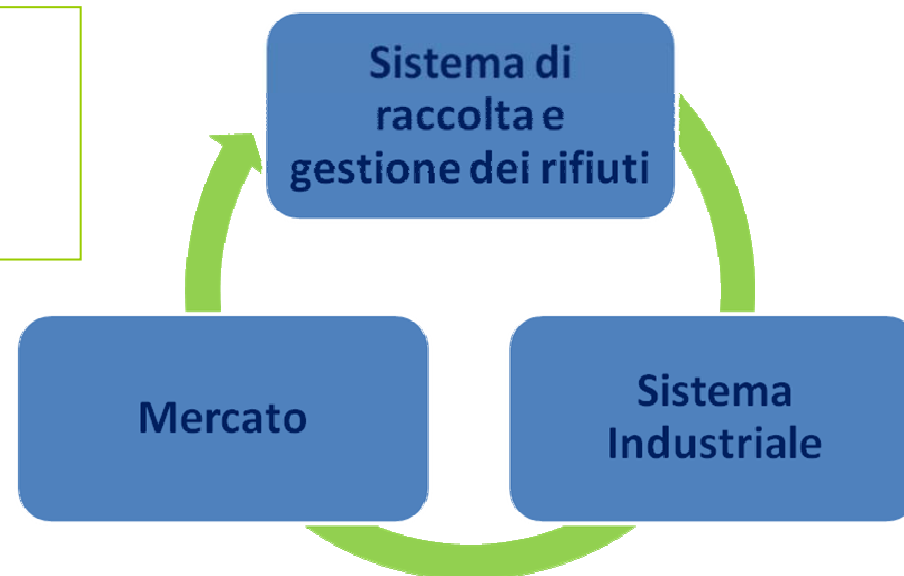 Sistema di
raccolta e
gestione dei rifiuti
Mercato
Sistema
Industriale